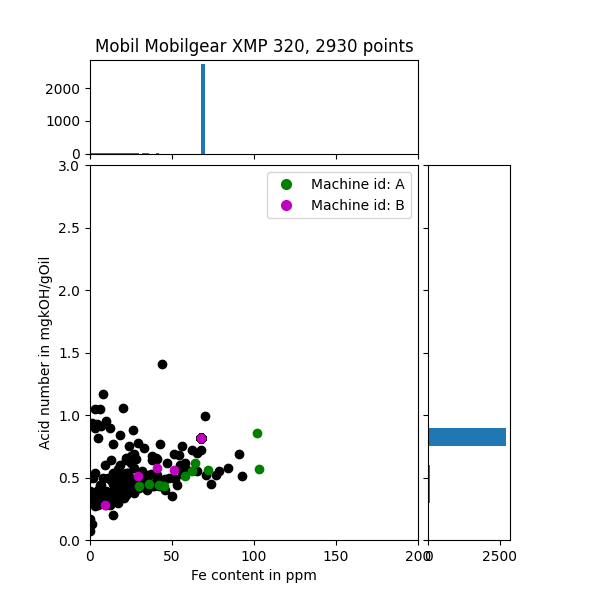 Mobil Mobilgear XMP 320, 2930 points
2000
1000
0
3.0
Machine id: A
Machine id: B
2.5
2.0
1.5
1.0
0.5
0.0
Acid number in mgkOH/gOil
0 50 100 150 200 0 2500
Fe content in ppm